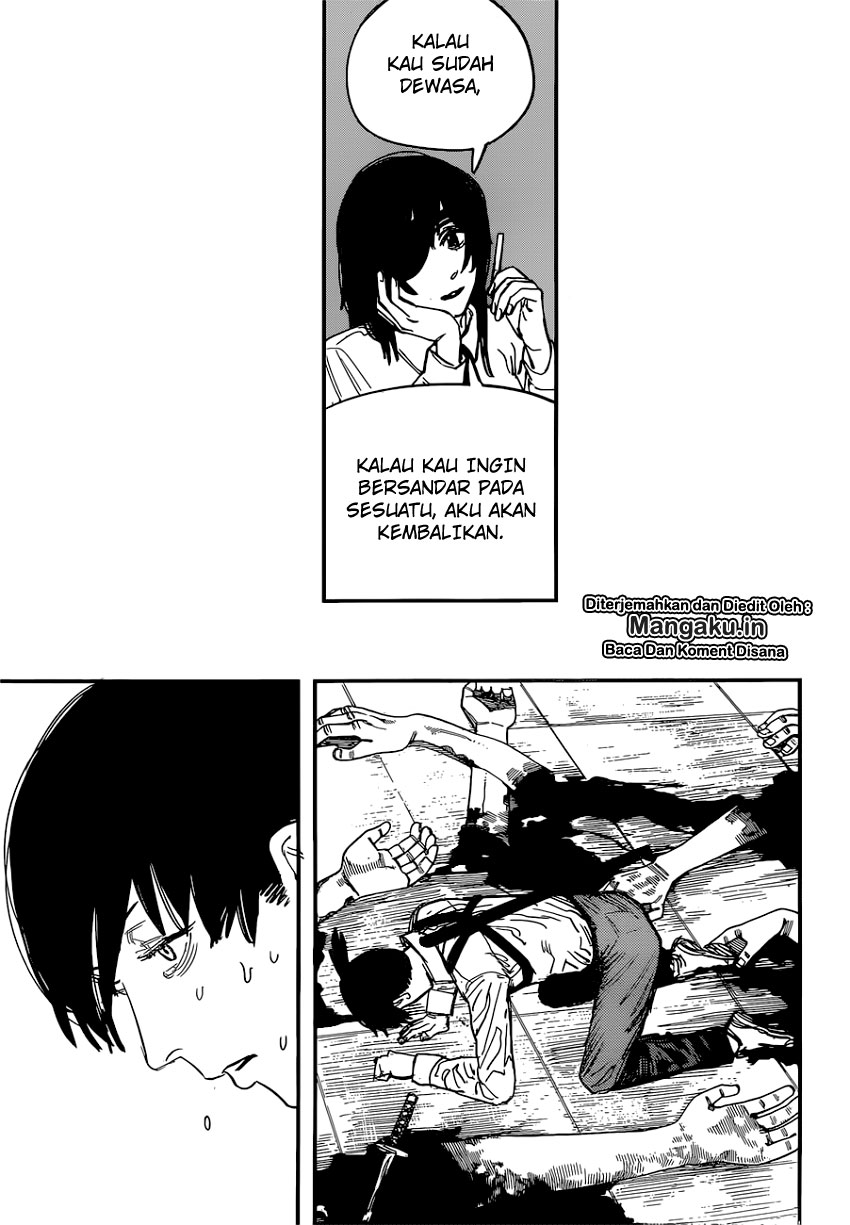 KALAU
KAU SUDAH
DEWASA,
KALAU KAU INGIN
BERSANDAR PADA
SESUATU, AKU AKAN
KEMBALIKAN.
Diterjemahkan dan Diedit Oleh :
Mangaku.in
Baca Dan Koment Disana